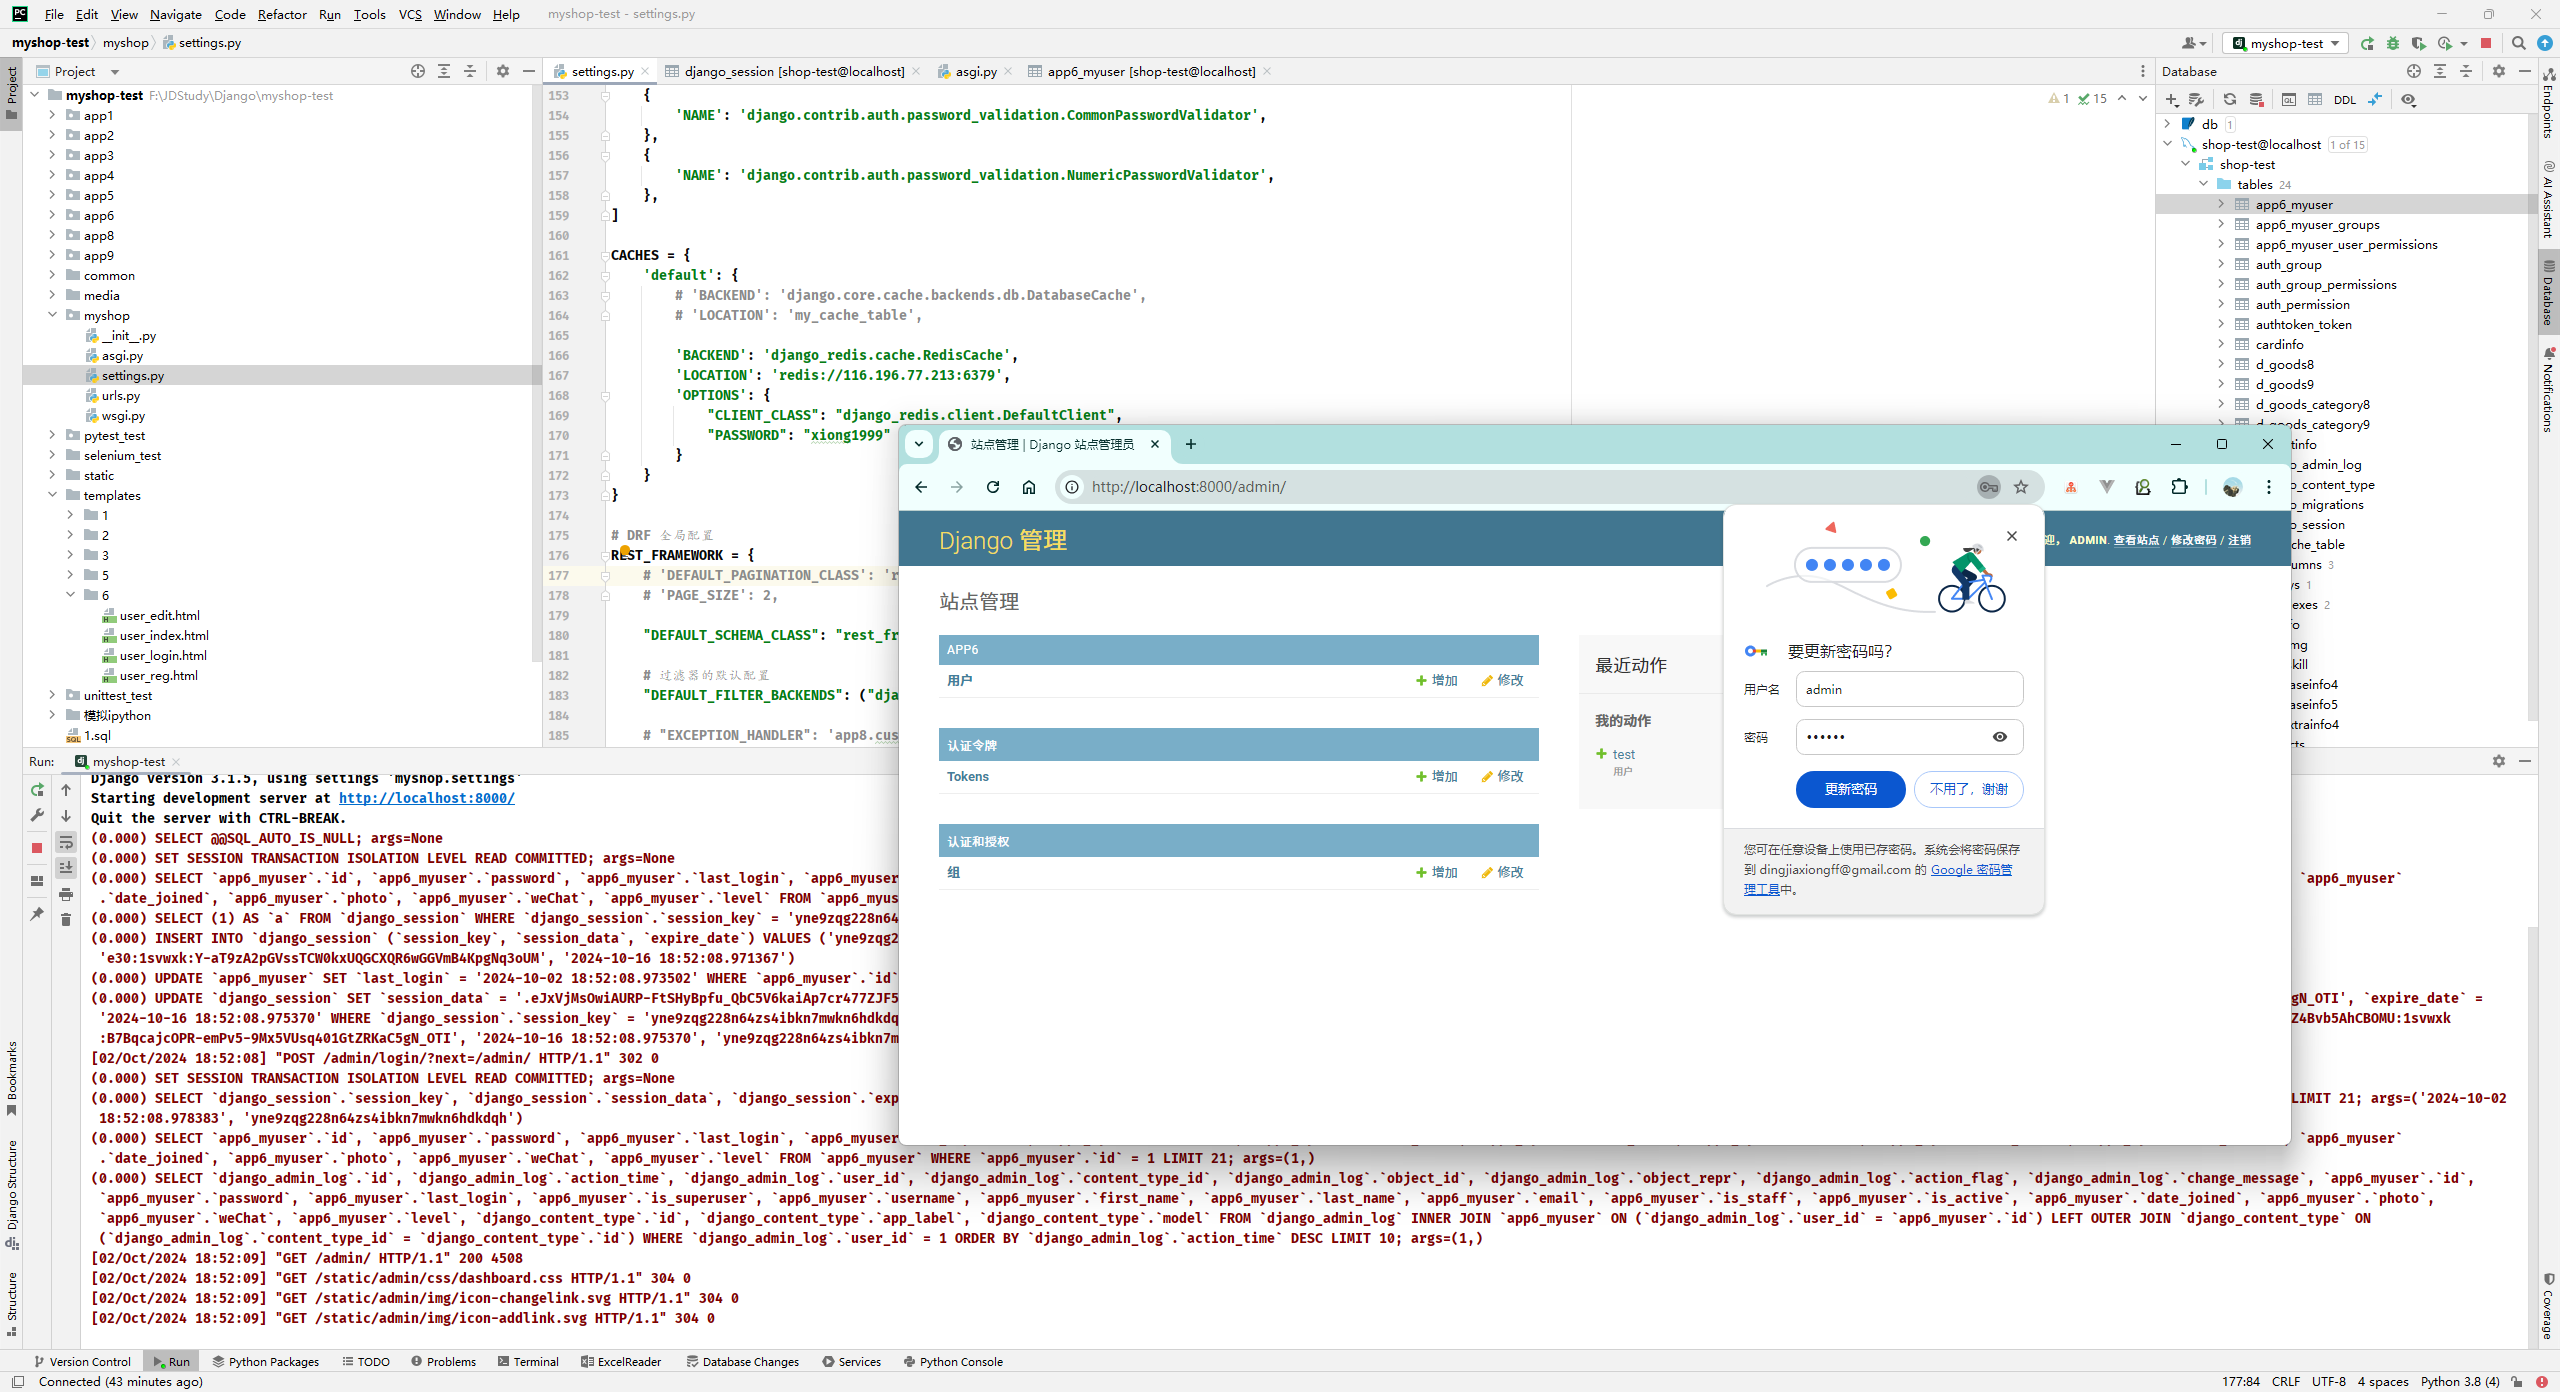 File Edit View Navigate Code Refactor Run Tools VCS Window Help myshop-test - settings.py
myshop-test myshop settings.py
myshop-test
Project
settings.py django_session [shop-test@localhost] asgi.py app6_myuser [shop-test@localhost]
Database
myshop-test F:\JDStudy\Django\myshop-test
app1
app2
app3
app4
app5
app6
app8
app9
common
media
myshop
__init__.py
asgi.py
settings.py
urls.py
wsgi.py
pytest_test
selenium_test
static
templates
1
2
3
5
6
user_edit.html
user_index.html
user_login.html
user_reg.html
unittest_test
模拟ipython
1.sql
1 15
153 {
154 'NAME': 'django.contrib.auth.password_validation.CommonPasswordValidator',
155 },
156 {
157 'NAME': 'django.contrib.auth.password_validation.NumericPasswordValidator',
158 },
159 ]
160
161 CACHES = {
162 'default': {
163 # 'BACKEND': 'django.core.cache.backends.db.DatabaseCache',
164 # 'LOCATION': 'my_cache_table',
165
166 'BACKEND': 'django_redis.cache.RedisCache',
167 'LOCATION': 'redis://116.196.77.213:6379',
168 'OPTIONS': {
169 "CLIENT_CLASS": "django_redis.client.DefaultClient",
170 "PASSWORD": "xiong1999"
171 }
172 }
173 }
174
175 # DRF 全局配置
176 REST_FRAMEWORK = {
177 # 'DEFAULT_PAGINATION_CLASS': 'r
178 # 'PAGE_SIZE': 2,
179
180 "DEFAULT_SCHEMA_CLASS": "rest_fr
181
182 # 过滤器的默认配置
183 "DEFAULT_FILTER_BACKENDS": ("dja
184
185 # "EXCEPTION_HANDLER": 'app8.cus
DDL
db 1
shop-test@localhost 1 of 15
shop-test
tables 24
app6_myuser
app6_myuser_groups
app6_myuser_user_permissions
auth_group
auth_group_permissions
auth_permission
authtoken_token
cardinfo
d_goods8
d_goods9
d_goods_category8
d_goods_category9
tinfo
o_admin_log
o_content_type
o_migrations
o_session
che_table
umns 3
ys 1
exes 2
fo
mg
kill
aseinfo4
aseinfo5
xtrainfo4
cts
站点管理 | Django 站点管理员
http://localhost:8000/admin/
Django 管理
迎， ADMIN. 查看站点 / 修改密码 / 注销
站点管理
APP6
用户 增加 修改
认证令牌
Tokens 增加 修改
认证和授权
组 增加 修改
最近动作
我的动作
test
用户
要更新密码吗？
用户名 admin
密码 ••••••
更新密码 不用了，谢谢
您可在任意设备上使用已存密码。系统会将密码保存
到 dingjiaxiongff@gmail.com 的 Google 密码管
理工具中。
Run: myshop-test
Django version 3.1.5, using settings 'myshop.settings'
Starting development server at http://localhost:8000/
Quit the server with CTRL-BREAK.
(0.000) SELECT @@SQL_AUTO_IS_NULL; args=None
(0.000) SET SESSION TRANSACTION ISOLATION LEVEL READ COMMITTED; args=None
(0.000) SELECT `app6_myuser`.`id`, `app6_myuser`.`password`, `app6_myuser`.`last_login`, `app6_myuser `app6_myuser`
.`date_joined`, `app6_myuser`.`photo`, `app6_myuser`.`weChat`, `app6_myuser`.`level` FROM `app6_myus
(0.000) SELECT (1) AS `a` FROM `django_session` WHERE `django_session`.`session_key` = 'yne9zqg228n64
(0.000) INSERT INTO `django_session` (`session_key`, `session_data`, `expire_date`) VALUES ('yne9zqg2
'e30:1svwxk:Y-aT9zA2pGVssTCW0kxUQGCXQR6wGGVmB4KpgNq3oUM', '2024-10-16 18:52:08.971367')
(0.000) UPDATE `app6_myuser` SET `last_login` = '2024-10-02 18:52:08.973502' WHERE `app6_myuser`.`id`
(0.000) UPDATE `django_session` SET `session_data` = '.eJxVjMsOwiAURP-FtSHyBpfu_QbC5V6kaiAp7cr477ZJF5 gN_OTI', `expire_date` =
'2024-10-16 18:52:08.975370' WHERE `django_session`.`session_key` = 'yne9zqg228n64zs4ibkn7mwkn6hdkdq Z4Bvb5AhCBOMU:1svwxk
:B7BqcajcOPR-emPv5-9Mx5VUsq401GtZRKaC5gN_OTI', '2024-10-16 18:52:08.975370', 'yne9zqg228n64zs4ibkn7m
[02/Oct/2024 18:52:08] "POST /admin/login/?next=/admin/ HTTP/1.1" 302 0
(0.000) SET SESSION TRANSACTION ISOLATION LEVEL READ COMMITTED; args=None
(0.000) SELECT `django_session`.`session_key`, `django_session`.`session_data`, `django_session`.`exp LIMIT 21; args=('2024-10-02
18:52:08.978383', 'yne9zqg228n64zs4ibkn7mwkn6hdkdqh')
(0.000) SELECT `app6_myuser`.`id`, `app6_myuser`.`password`, `app6_myuser`.`last_login`, `app6_myuser `app6_myuser`
.`date_joined`, `app6_myuser`.`photo`, `app6_myuser`.`weChat`, `app6_myuser`.`level` FROM `app6_myuser` WHERE `app6_myuser`.`id` = 1 LIMIT 21; args=(1,)
(0.000) SELECT `django_admin_log`.`id`, `django_admin_log`.`action_time`, `django_admin_log`.`user_id`, `django_admin_log`.`content_type_id`, `django_admin_log`.`object_id`, `django_admin_log`.`object_repr`, `django_admin_log`.`action_flag`, `django_admin_log`.`change_message`, `app6_myuser`.`id`,
`app6_myuser`.`password`, `app6_myuser`.`last_login`, `app6_myuser`.`is_superuser`, `app6_myuser`.`username`, `app6_myuser`.`first_name`, `app6_myuser`.`last_name`, `app6_myuser`.`email`, `app6_myuser`.`is_staff`, `app6_myuser`.`is_active`, `app6_myuser`.`date_joined`, `app6_myuser`.`photo`,
`app6_myuser`.`weChat`, `app6_myuser`.`level`, `django_content_type`.`id`, `django_content_type`.`app_label`, `django_content_type`.`model` FROM `django_admin_log` INNER JOIN `app6_myuser` ON (`django_admin_log`.`user_id` = `app6_myuser`.`id`) LEFT OUTER JOIN `django_content_type` ON
(`django_admin_log`.`content_type_id` = `django_content_type`.`id`) WHERE `django_admin_log`.`user_id` = 1 ORDER BY `django_admin_log`.`action_time` DESC LIMIT 10; args=(1,)
[02/Oct/2024 18:52:09] "GET /admin/ HTTP/1.1" 200 4508
[02/Oct/2024 18:52:09] "GET /static/admin/css/dashboard.css HTTP/1.1" 304 0
[02/Oct/2024 18:52:09] "GET /static/admin/img/icon-changelink.svg HTTP/1.1" 304 0
[02/Oct/2024 18:52:09] "GET /static/admin/img/icon-addlink.svg HTTP/1.1" 304 0
Project
Bookmarks
Django Structure
Structure
Endpoints
AI Assistant
Database
Notifications
Coverage
Version Control Run Python Packages TODO Problems Terminal ExcelReader Database Changes Services Python Console
Connected (43 minutes ago)
177:84 CRLF UTF-8 4 spaces Python 3.8 (4)